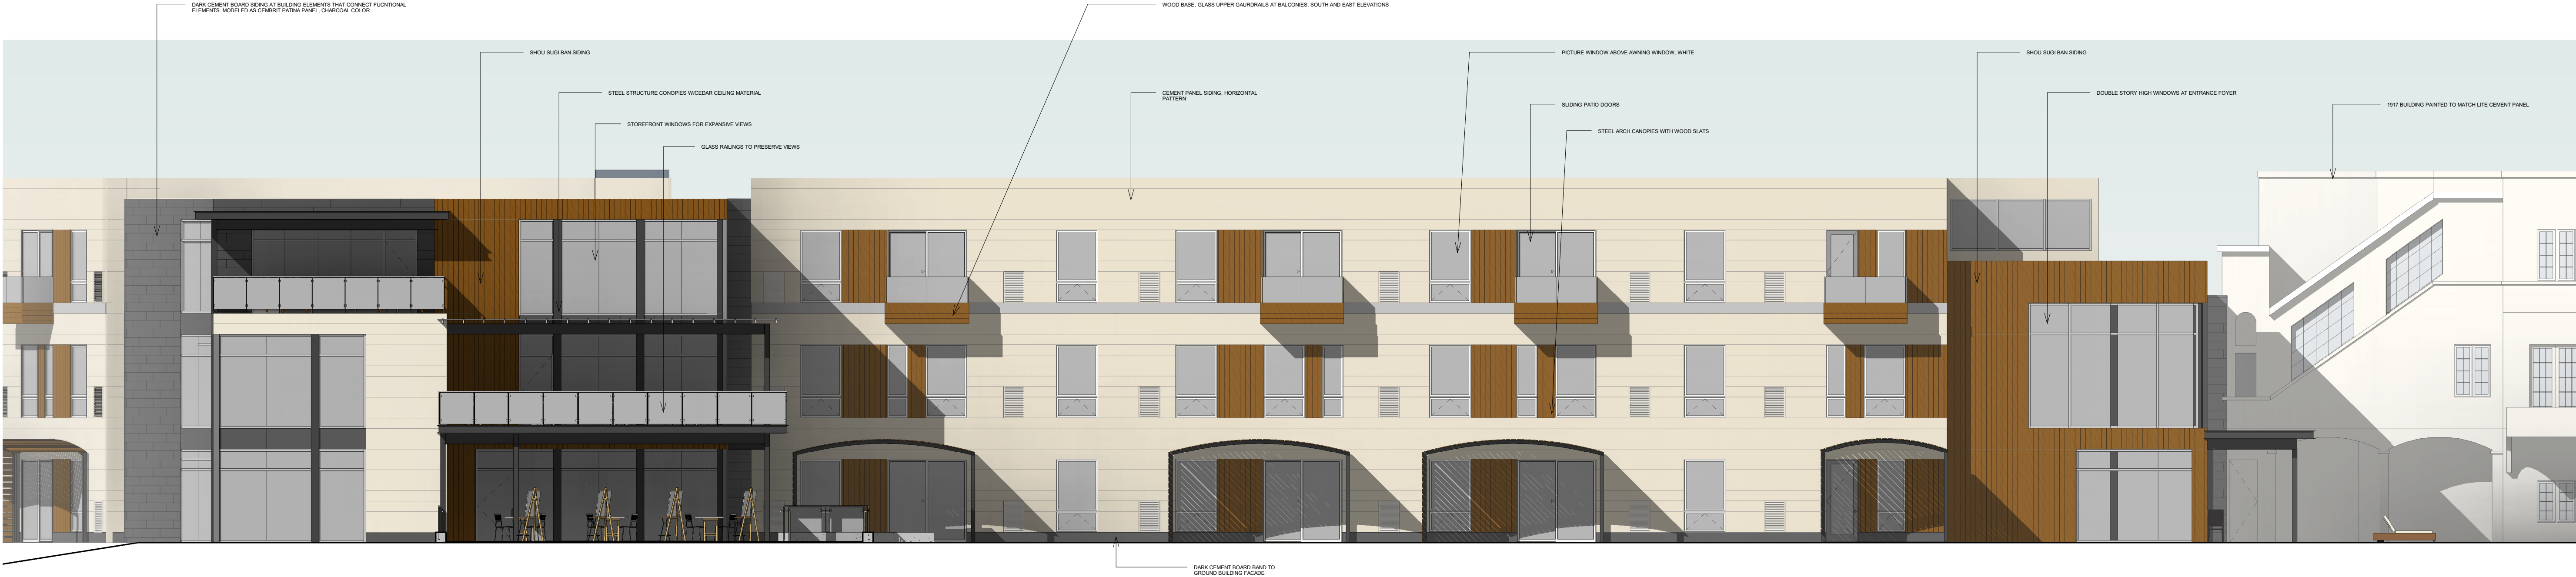 DARK CEMENT BOARD SIDING AT BUILDING ELEMENTS THAT CONNECT FUCNTIONAL
ELEMENTS. MODELED AS CEMBRIT PATINA PANEL, CHARCOAL COLOR
WOOD BASE, GLASS UPPER GAURDRAILS AT BALCONIES, SOUTH AND EAST ELEVATIONS
SHOU SUGI BAN SIDING
PICTURE WINDOW ABOVE AWNING WINDOW, WHITE
SHOU SUGI BAN SIDING
STEEL STRUCTURE CONOPIES W/CEDAR CEILING MATERIAL
CEMENT PANEL SIDING, HORIZONTAL
PATTERN
DOUBLE STORY HIGH WINDOWS AT ENTRANCE FOYER
SLIDING PATIO DOORS
1917 BUILDING PAINTED TO MATCH LITE CEMENT PANEL
STOREFRONT WINDOWS FOR EXPANSIVE VIEWS
STEEL ARCH CANOPIES WITH WOOD SLATS
GLASS RAILINGS TO PRESERVE VIEWS
DARK CEMENT BOARD BAND TO
GROUND BUILDING FACADE